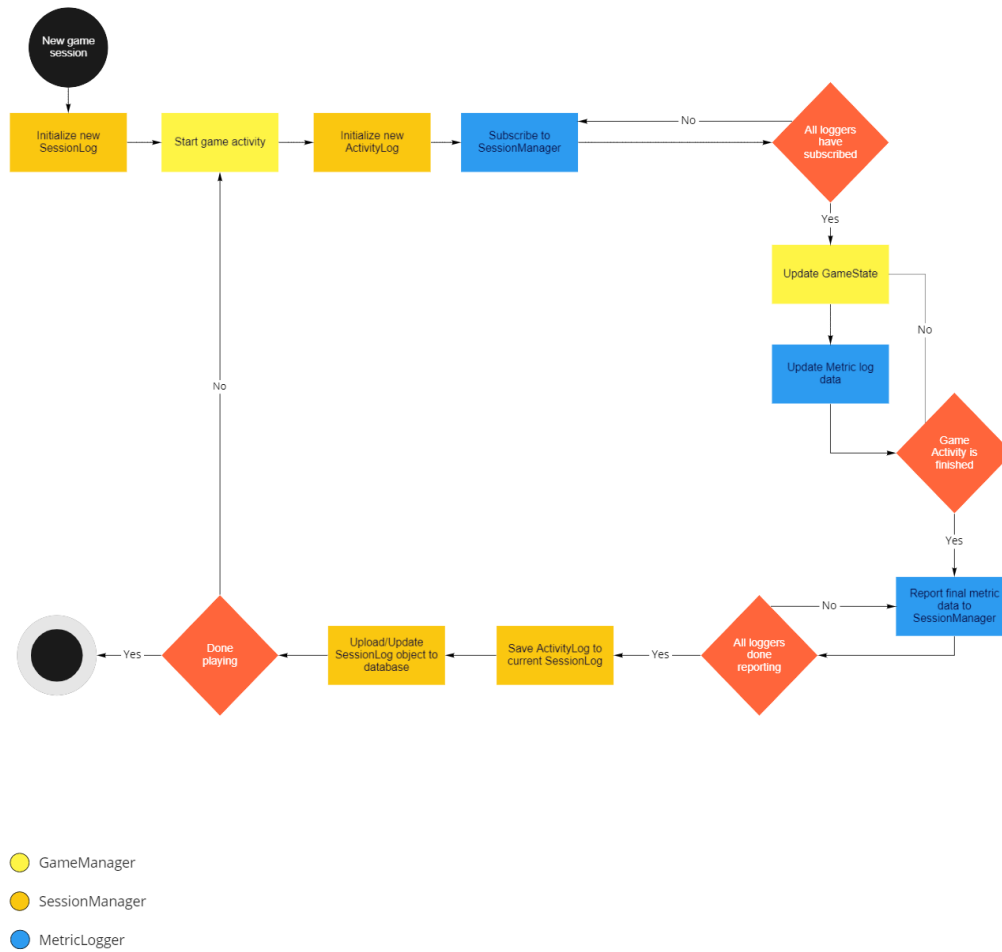 New game
session
Initialize new
SessionLog
Start game activity
Initialize new
ActivityLog
Subscribe to
SessionManager
No
All loggers
have
subscribed
Yes
Update GameState
No
Update Metric log
data
Game
Activity is
finished
Yes
Report final metric
data to
SessionManager
No
All loggers
done
reporting
Yes
Save ActivityLog to
current SessionLog
Upload/Update
SessionLog object to
database
Done
playing
No
Yes
GameManager
SessionManager
MetricLogger